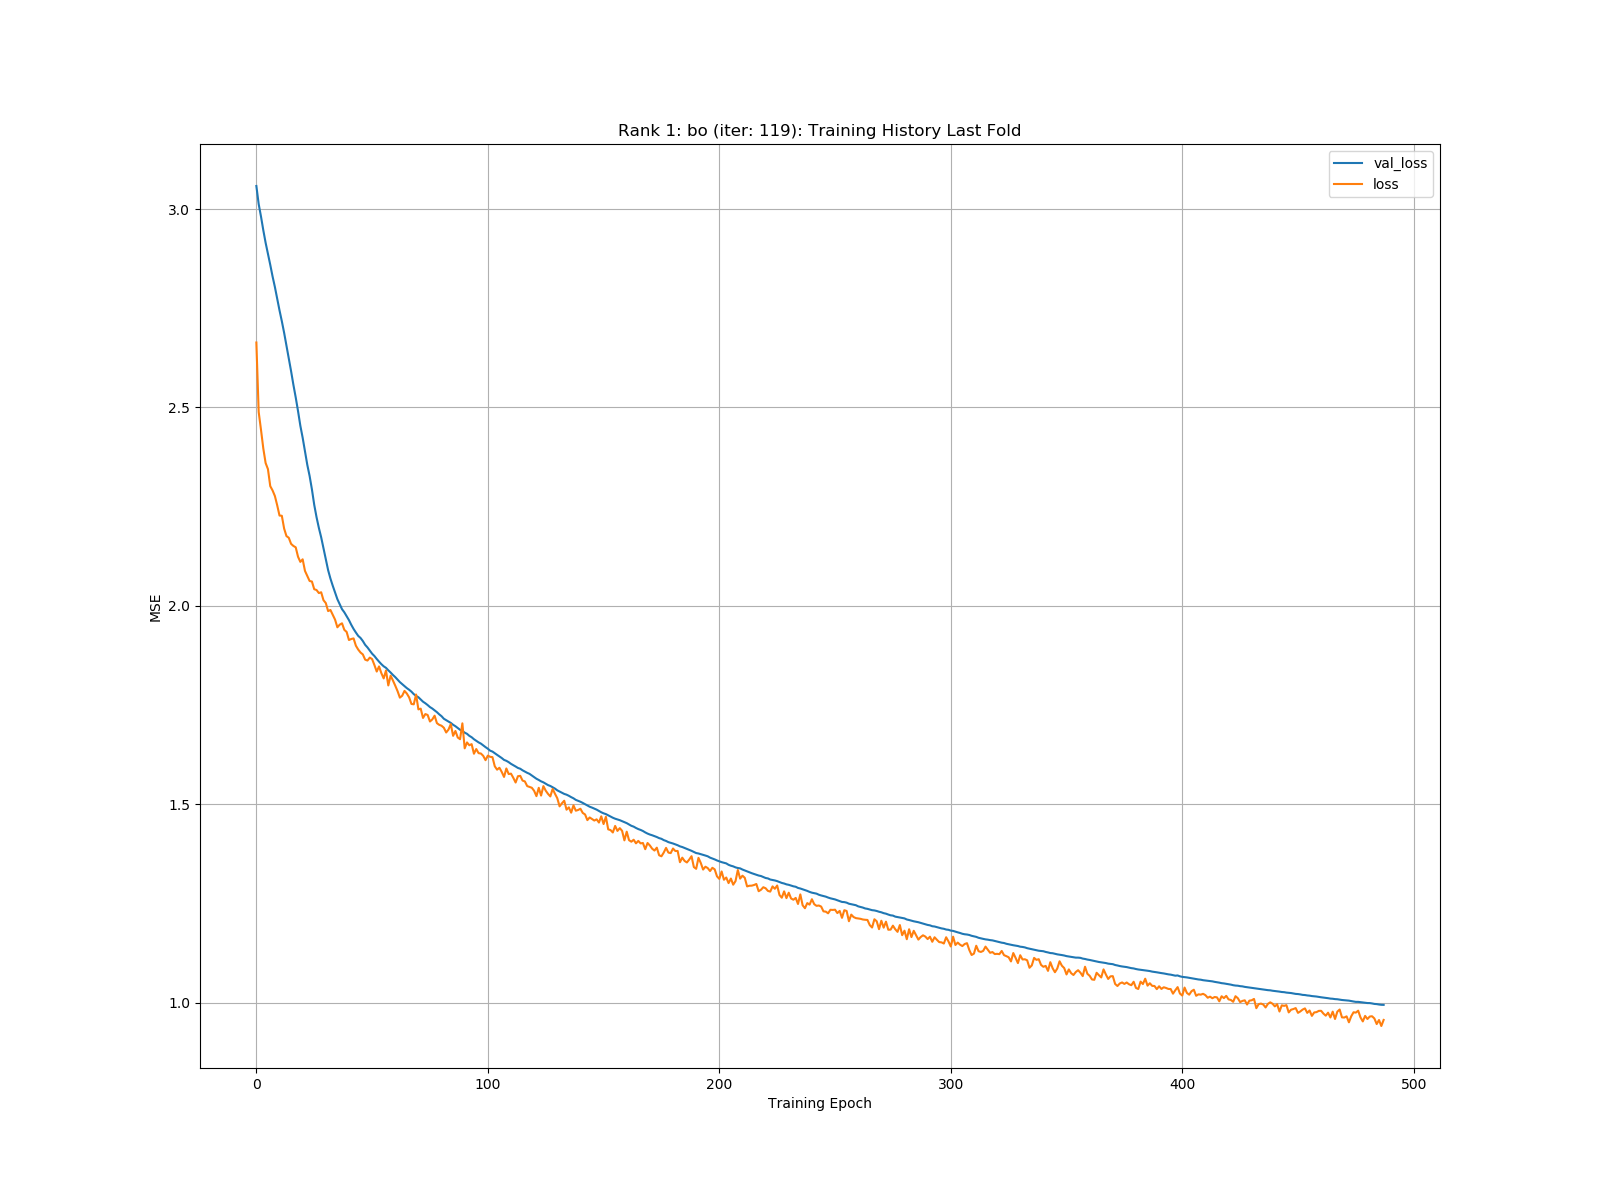 Rank 1: bo (iter: 119): Training History Last Fold
val_loss
loss
3.0
2.5
2.0
1.5
1.0
MSE
0 100 200 300 400 500
Training Epoch